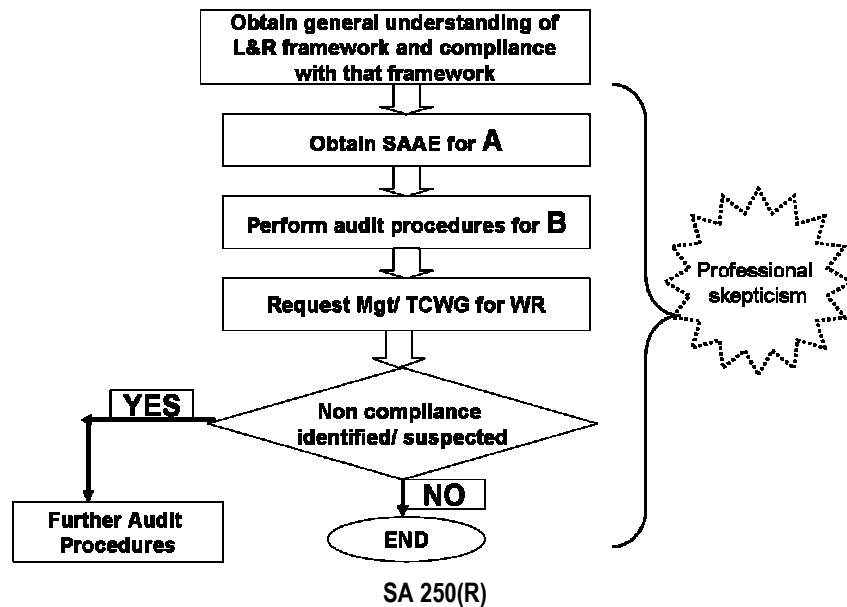 Obtain general understanding of
L&R framework and compliance
with that framework
Obtain SAAE for A
Perform audit procedures for B
Request Mgt/ TCWG for WR
Professional
skepticism
YES
Non compliance
identified/ suspected
NO
Further Audit
Procedures
END
SA 250(R)